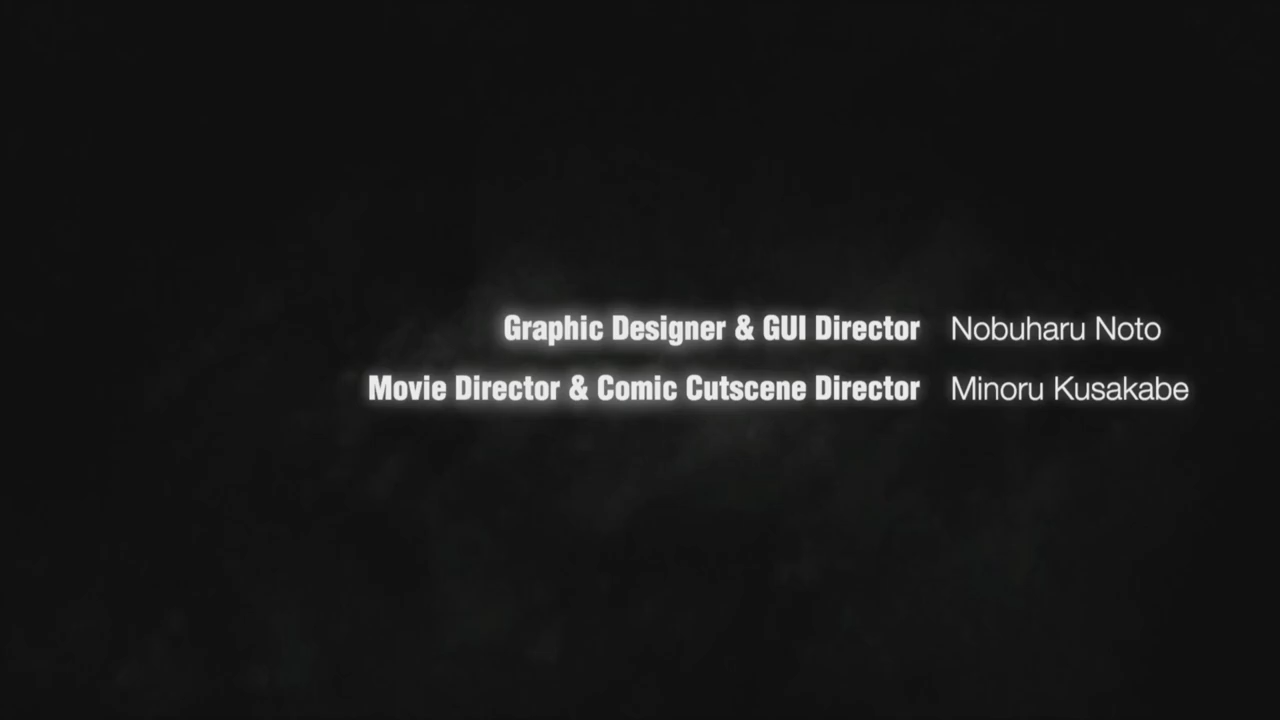 Graphic Designer & GUI Director Nobuharu Noto
Movie Director & Comic Cutscene Director Minoru Kusakabe